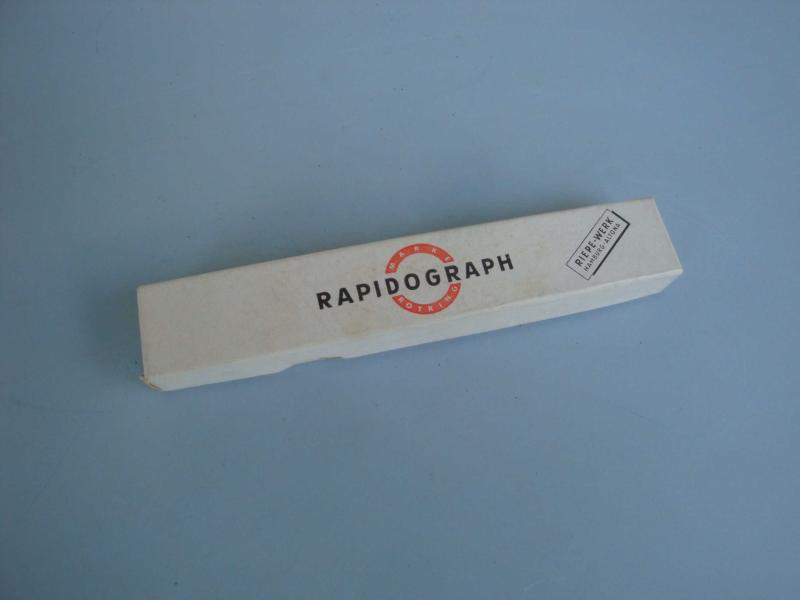 MARKE
RAPIDOGRAPH
ROTRING
RIEPE-WERK
HAMBURG-ALTONA